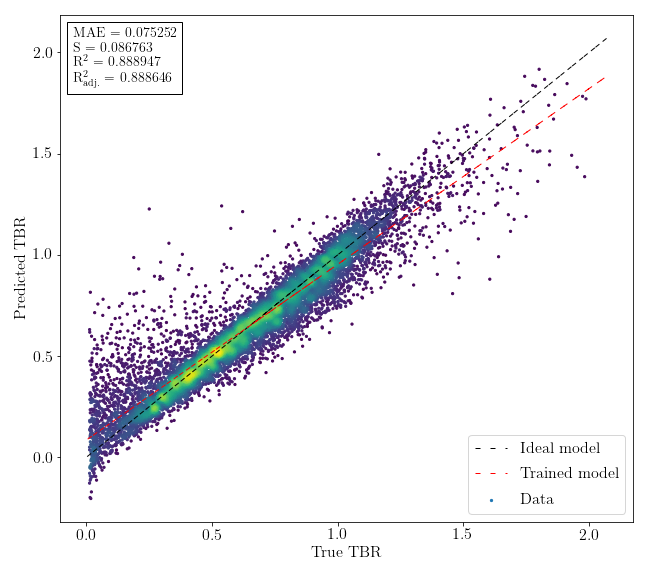 MAE = 0.075252
S = 0.086763
R² = 0.888947
R²adj. = 0.888646
2.0
1.5
1.0
0.5
0.0
Predicted TBR
Ideal model
Trained model
Data
0.0 0.5 1.0 1.5 2.0
True TBR